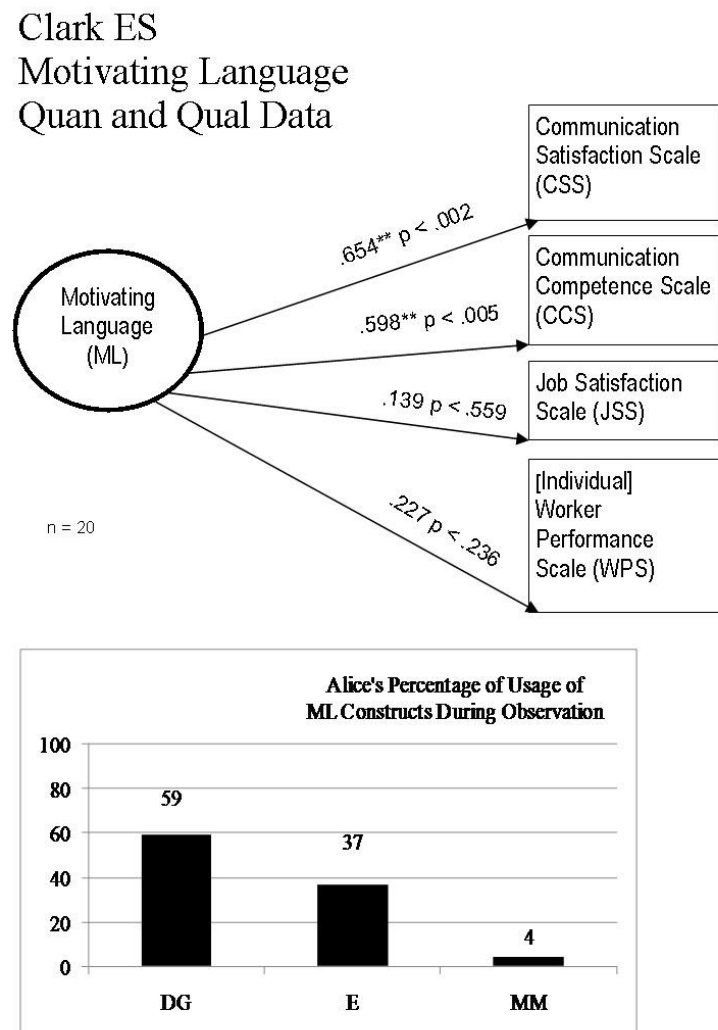 Clark ES
Motivating Language
Quan and Qual Data
Communication
Satisfaction Scale
(CSS)
.654** p < .002
Communication
Competence Scale
(CCS)
.598** p < .005
Motivating
Language
(ML)
Job Satisfaction
Scale (JSS)
.139 p < .559
[Individual]
Worker
Performance
Scale (WPS)
.227 p < .236
n = 20
Alice's Percentage of Usage of
ML Constructs During Observation
100
80
60
40
20
0
59
37
4
DG E MM